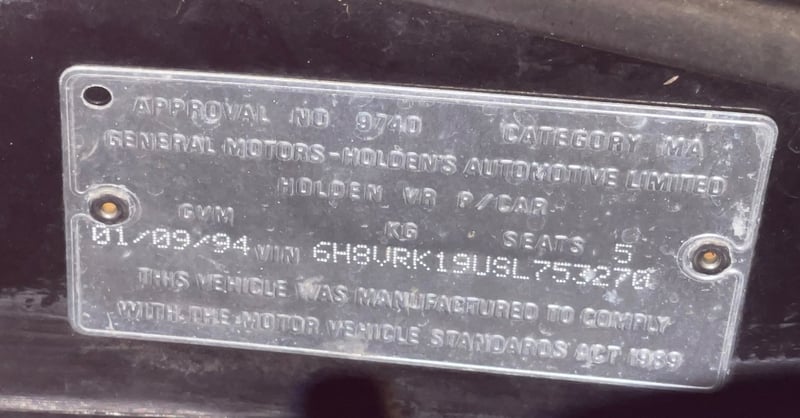 APPROVAL NO 9740 CATEGORY MA
GENERAL MOTORS-HOLDEN'S AUTOMOTIVE LIMITED
HOLDEN VR P/CAR
GVM KG SEATS 5
01/09/94 VIN 6H8VRK19USL753270
THIS VEHICLE WAS MANUFACTURED TO COMPLY
WITH THE MOTOR VEHICLE STANDARDS ACT 1989